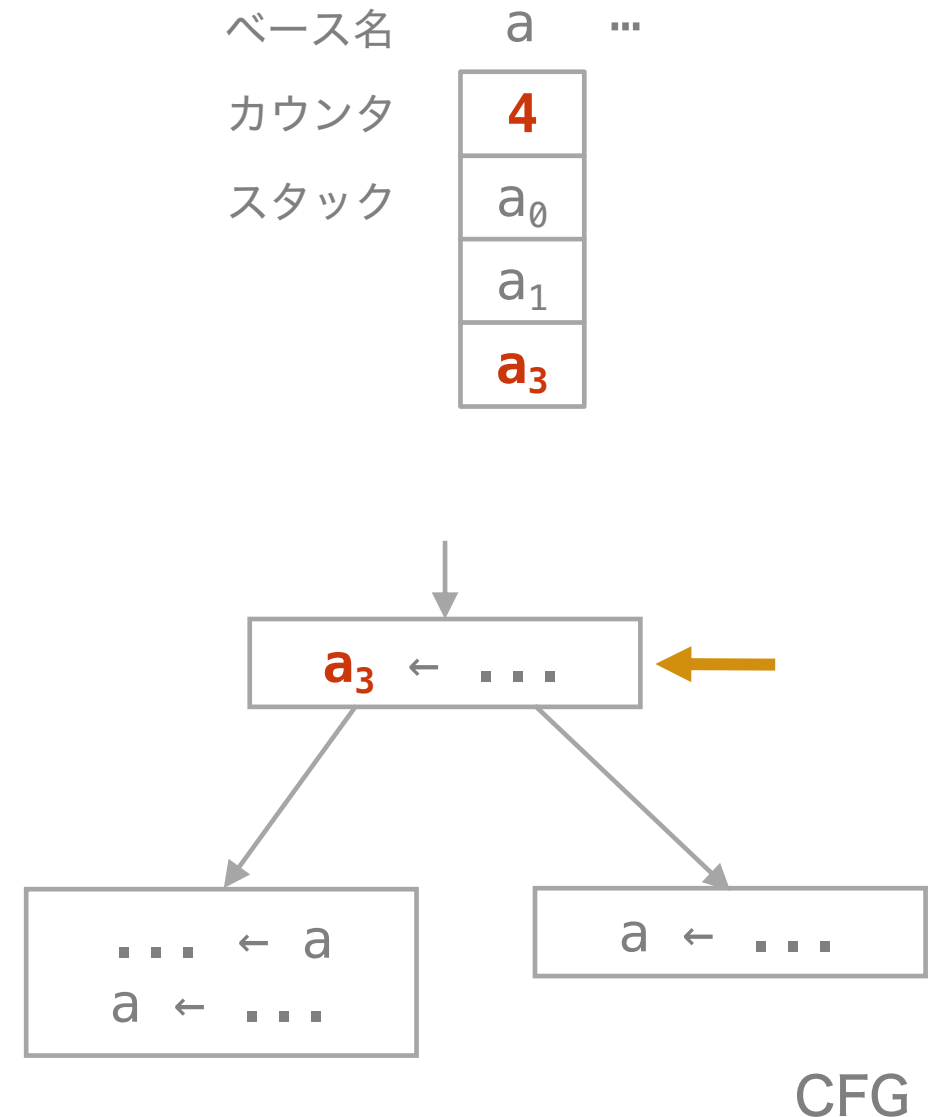 ベース名 a …
カウンタ 4
スタック a₀
a₁
a₃
a₃ ← ...
... ← a
a ← ...
a ← ...
CFG